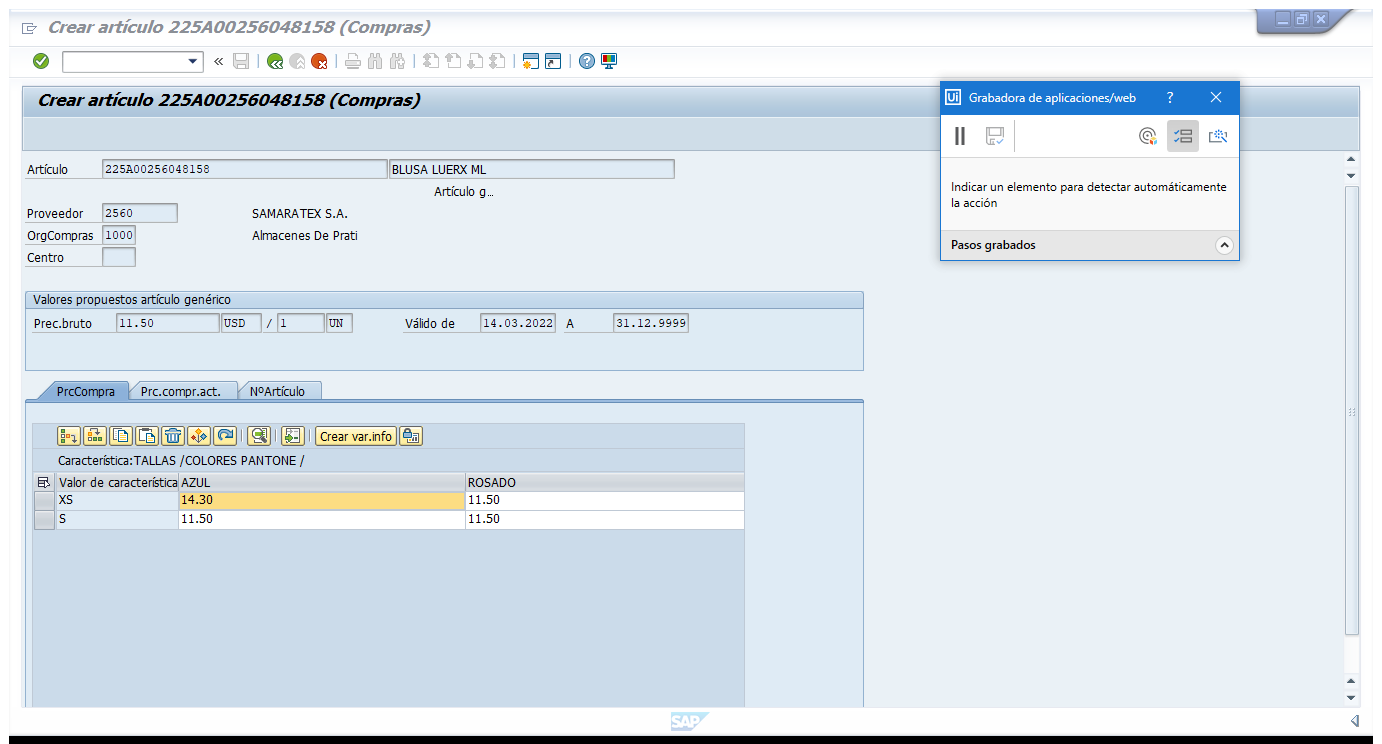 Crear artículo 225A00256048158 (Compras)
«
Crear artículo 225A00256048158 (Compras)
Ui Grabadora de aplicaciones/web ?
Indicar un elemento para detectar automáticamente
la acción
Pasos grabados
Artículo 225A00256048158 BLUSA LUERX ML
Artículo g...
Proveedor 2560 SAMARATEX S.A.
OrgCompras 1000 Almacenes De Prati
Centro
Valores propuestos artículo genérico
Prec.bruto 11.50 USD / 1 UN Válido de 14.03.2022 A 31.12.9999
PrcCompra Prc.compr.act. NºArtículo
Crear var.info
Característica:TALLAS /COLORES PANTONE /
Valor de característica AZUL ROSADO
XS 14.30 11.50
S 11.50 11.50
SAP